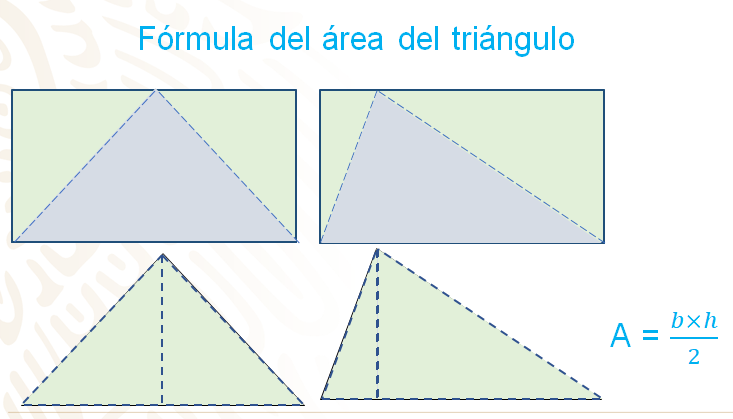 Fórmula del área del triángulo
A = b×h/2